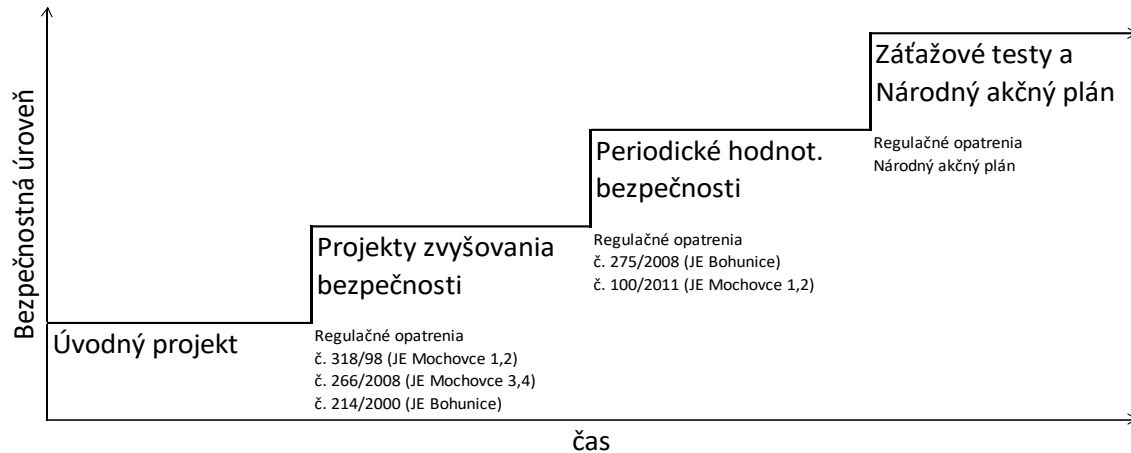 Bezpečnostná úroveň
Úvodný projekt
Projekty zvyšovania
bezpečnosti
Regulačné opatrenia
č. 318/98 (JE Mochovce 1,2)
č. 266/2008 (JE Mochovce 3,4)
č. 214/2000 (JE Bohunice)
Periodické hodnot.
bezpečnosti
Regulačné opatrenia
č. 275/2008 (JE Bohunice)
č. 100/2011 (JE Mochovce 1,2)
Záťažové testy a
Národný akčný plán
Regulačné opatrenia
Národný akčný plán
čas